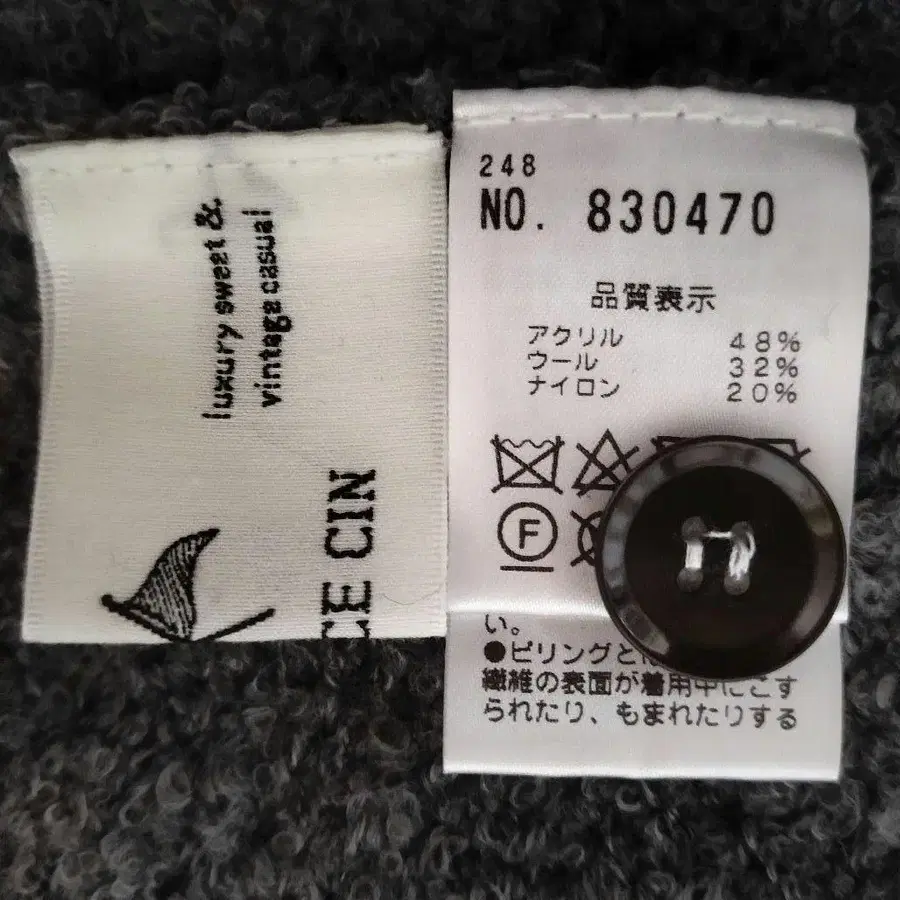 luxury sweet &
vintage casual
CE CIN
248
NO. 830470
品質表示
アクリル 48%
ウール 32%
ナイロン 20%
F
い。
●ピリングと
繊維の表面が着用中にこす
られたり、もまれたりする